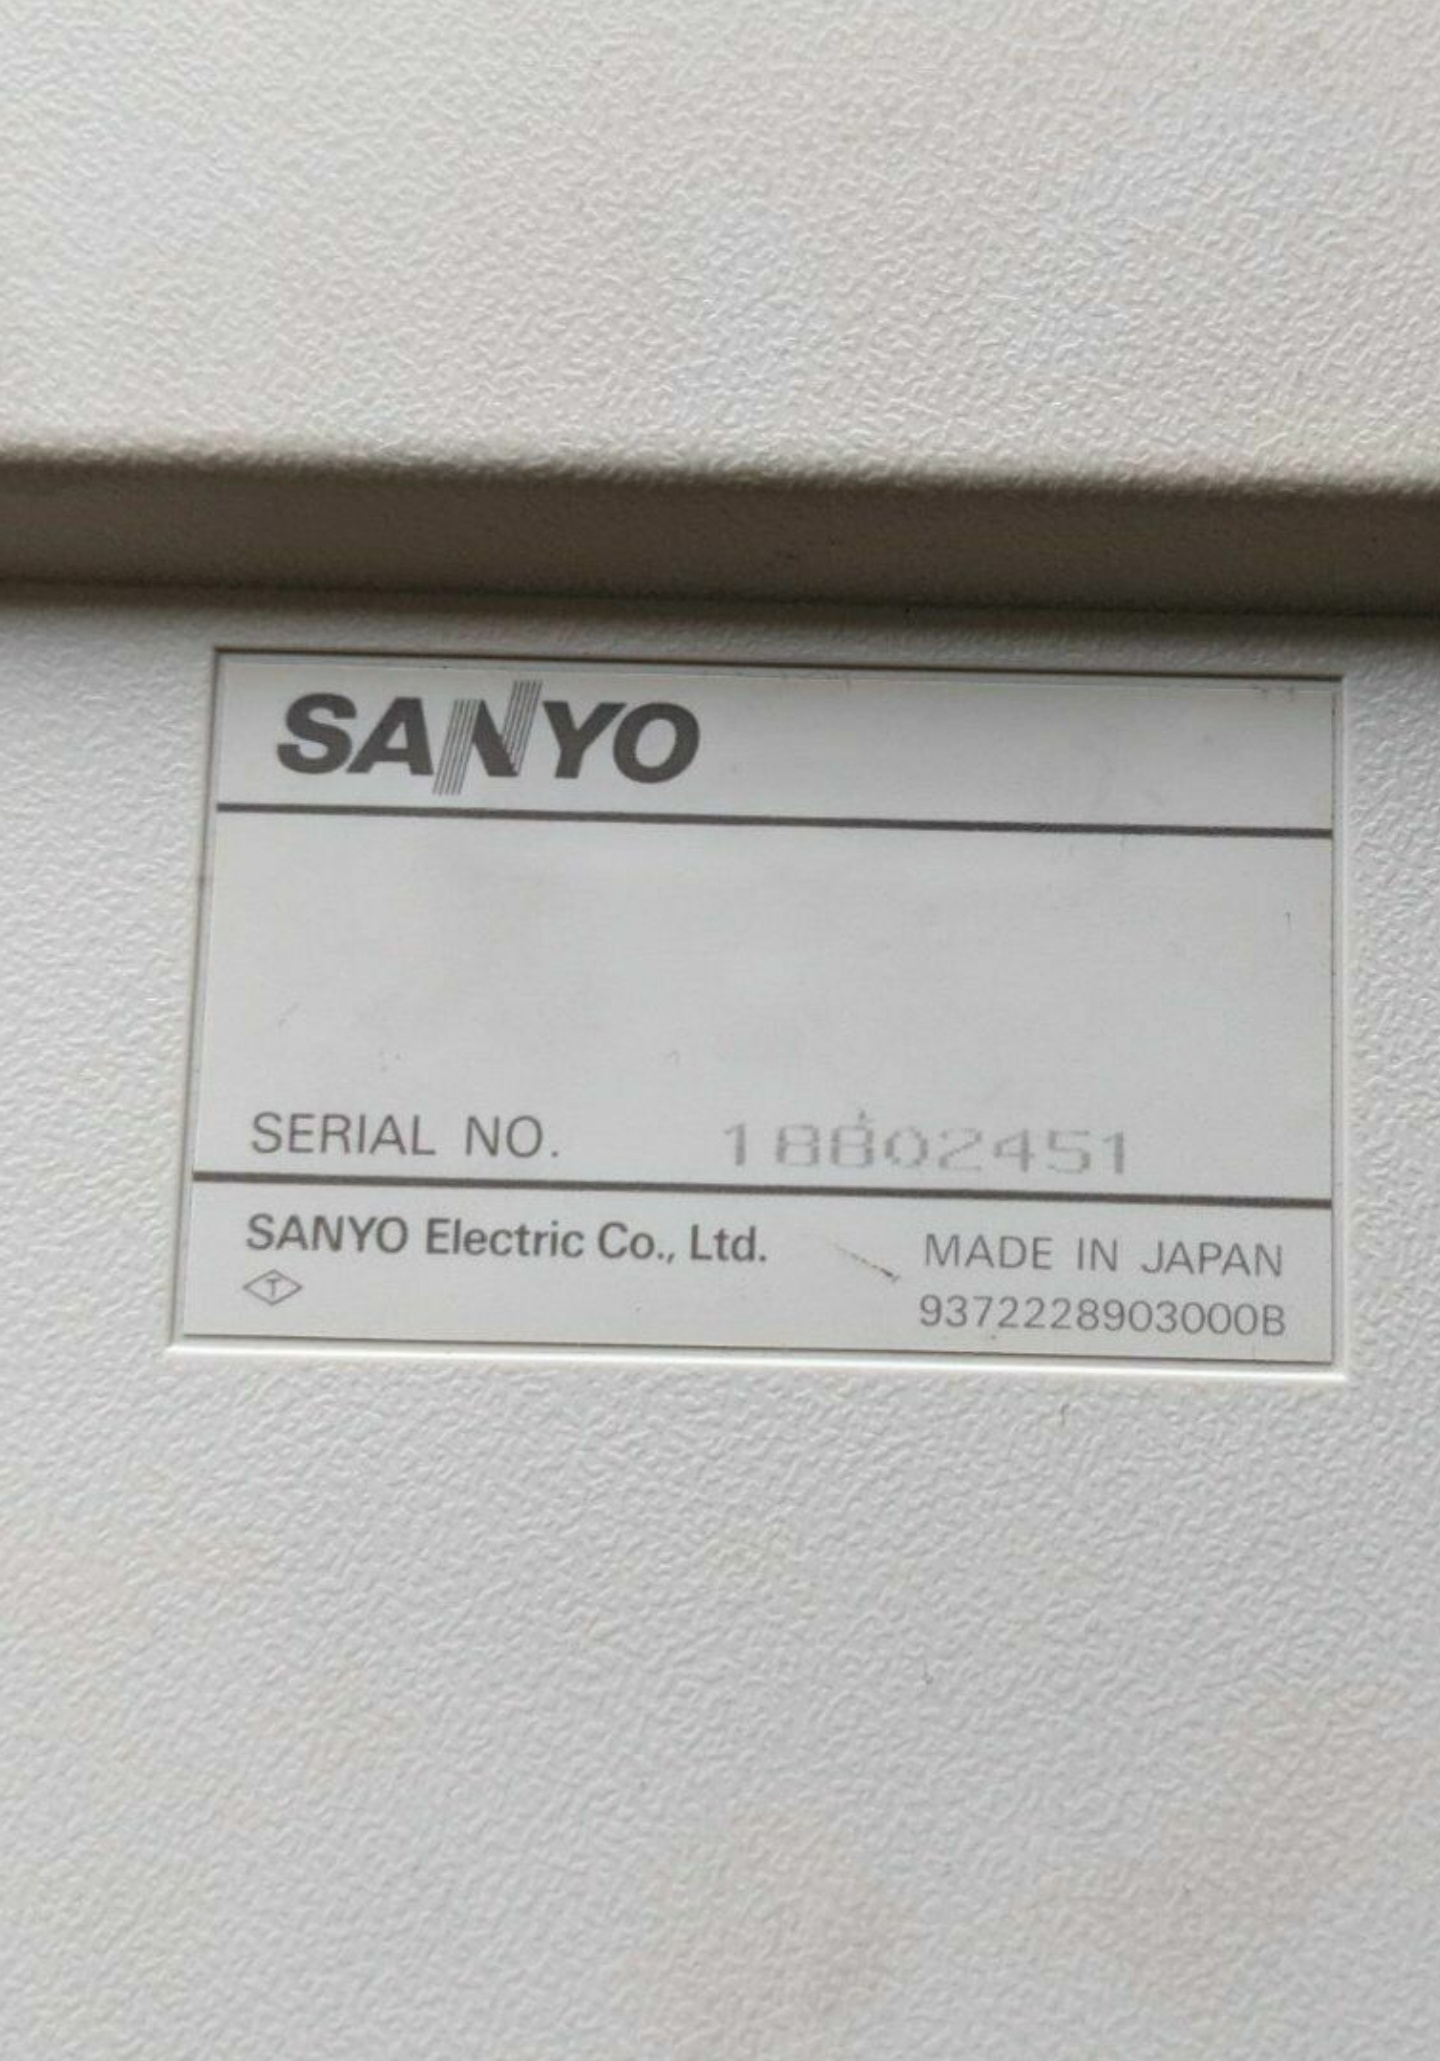 SANYO
SERIAL NO. 18802451
SANYO Electric Co., Ltd. MADE IN JAPAN
T 9372228903000B